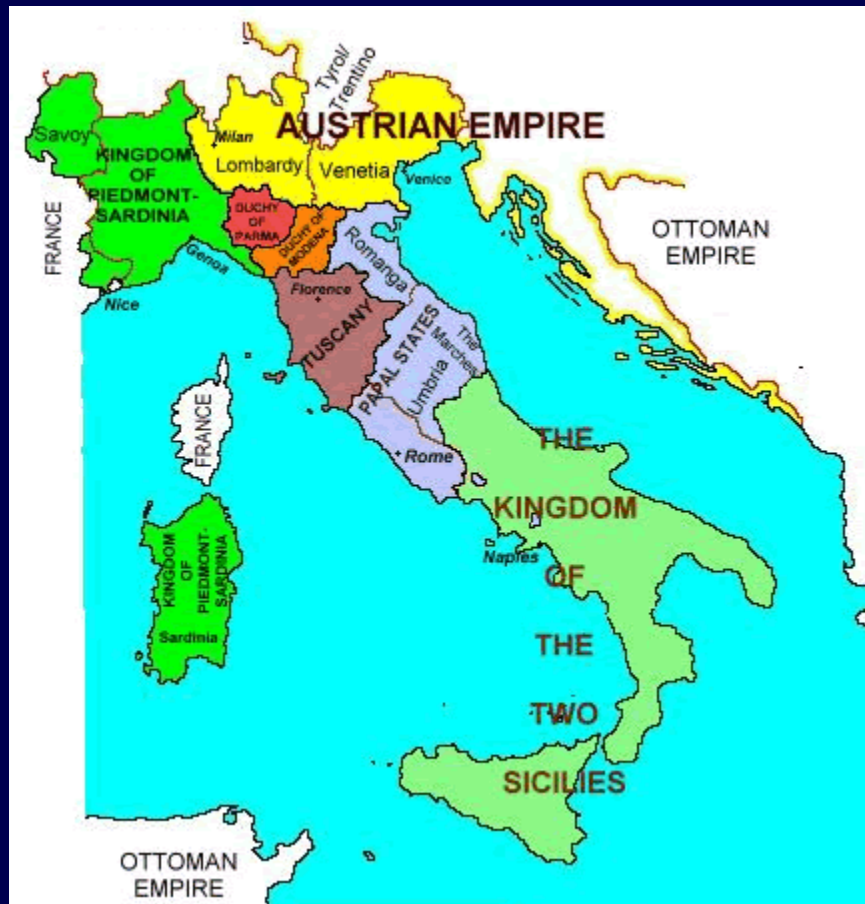 Tyrol/
Trentino
Savoy
Milan
AUSTRIAN EMPIRE
KINGDOM
OF
PIEDMONT-
SARDINIA
Lombardy
Venetia
Venice
FRANCE
DUCHY
OF
PARMA
DUCHY OF
MODENA
Romanga
OTTOMAN
EMPIRE
Genoa
Nice
Florence
TUSCANY
PAPAL STATES
The
Marches
Umbria
FRANCE
Rome
THE
KINGDOM
OF
THE
TWO
SICILIES
Naples
KINGDOM
OF
PIEDMONT-
SARDINIA
Sardinia
OTTOMAN
EMPIRE